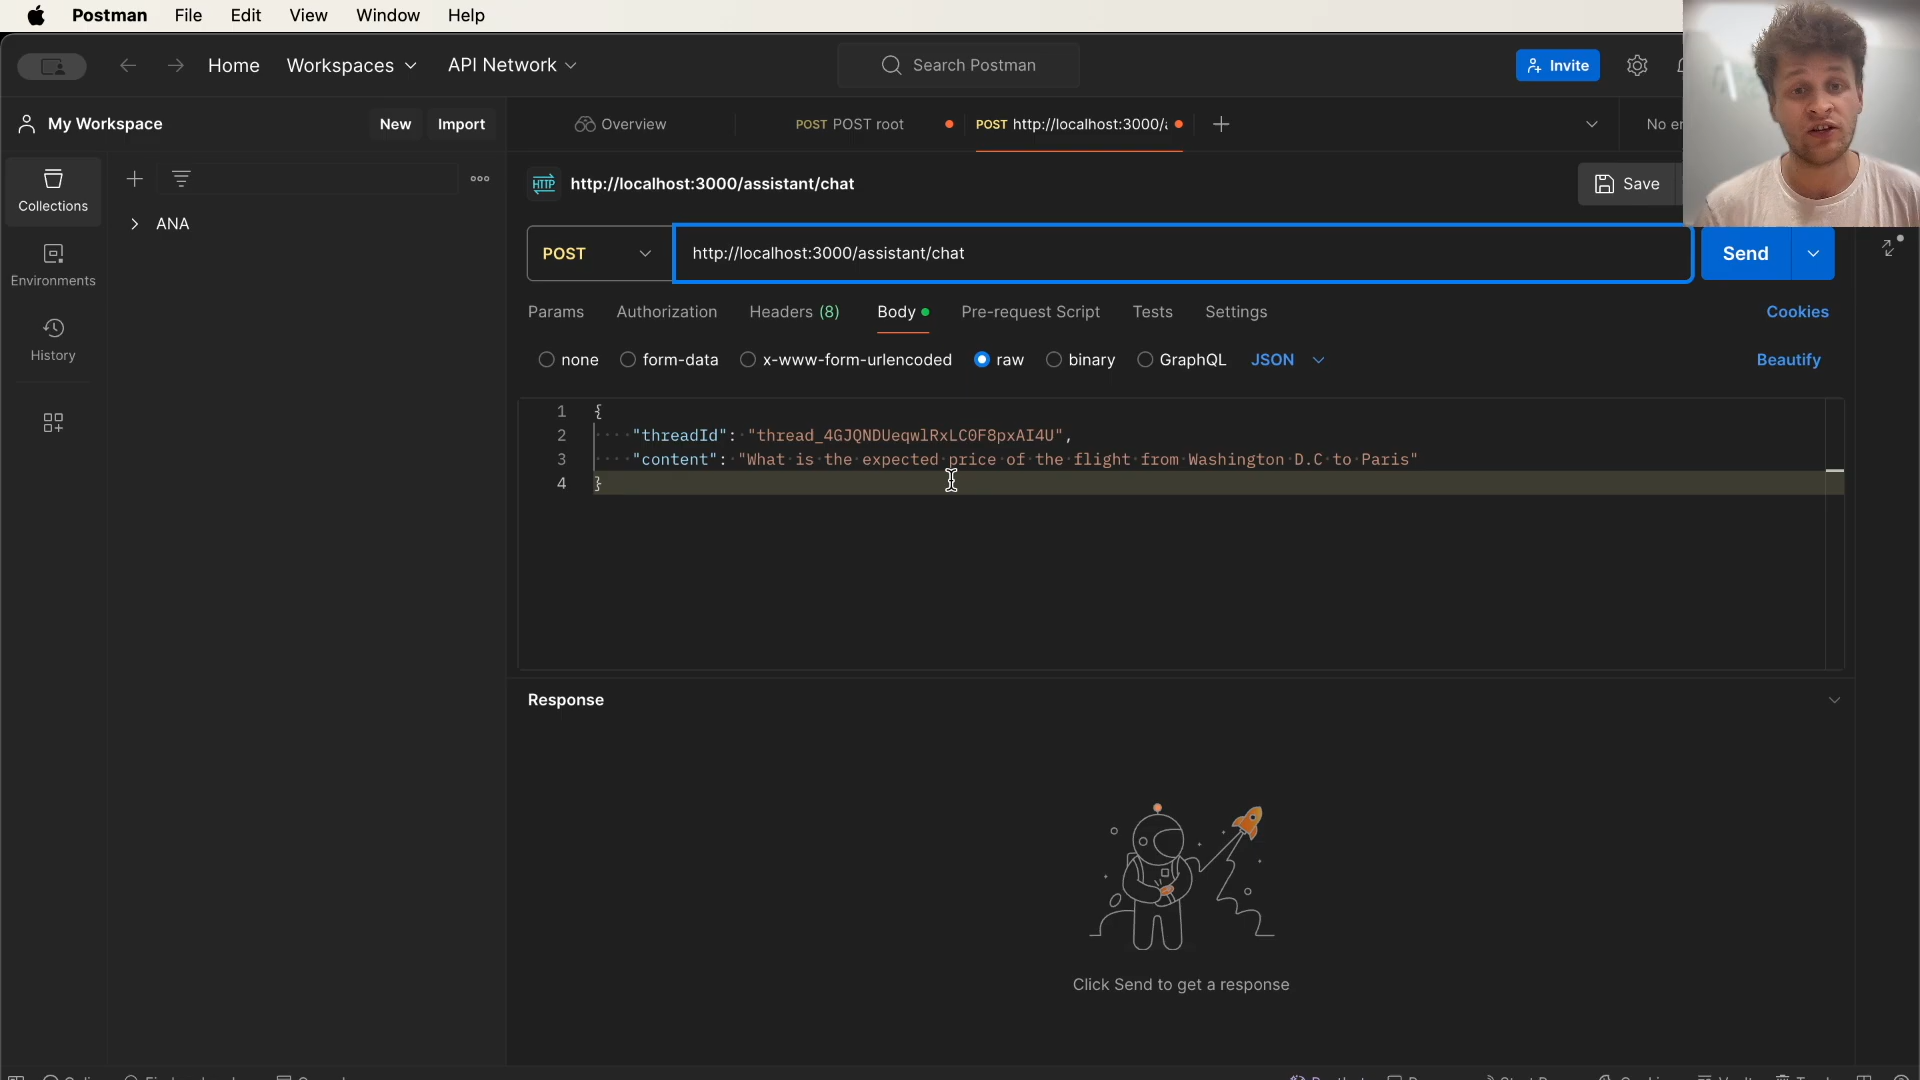 Postman File Edit View Window Help
Home Workspaces API Network Search Postman Invite
My Workspace New Import Overview POST POST root POST http://localhost:3000/ No
Collections
ANA
Environments
History
HTTP http://localhost:3000/assistant/chat Save
POST http://localhost:3000/assistant/chat Send
Params Authorization Headers (8) Body Pre-request Script Tests Settings Cookies
none form-data x-www-form-urlencoded raw binary GraphQL JSON Beautify
1 {
2 "threadId": "thread_4GJQNDUeqwlRxLC0F8pxAI4U",
3 "content": "What is the expected price of the flight from Washington D.C to Paris"
4 }
Response
Click Send to get a response